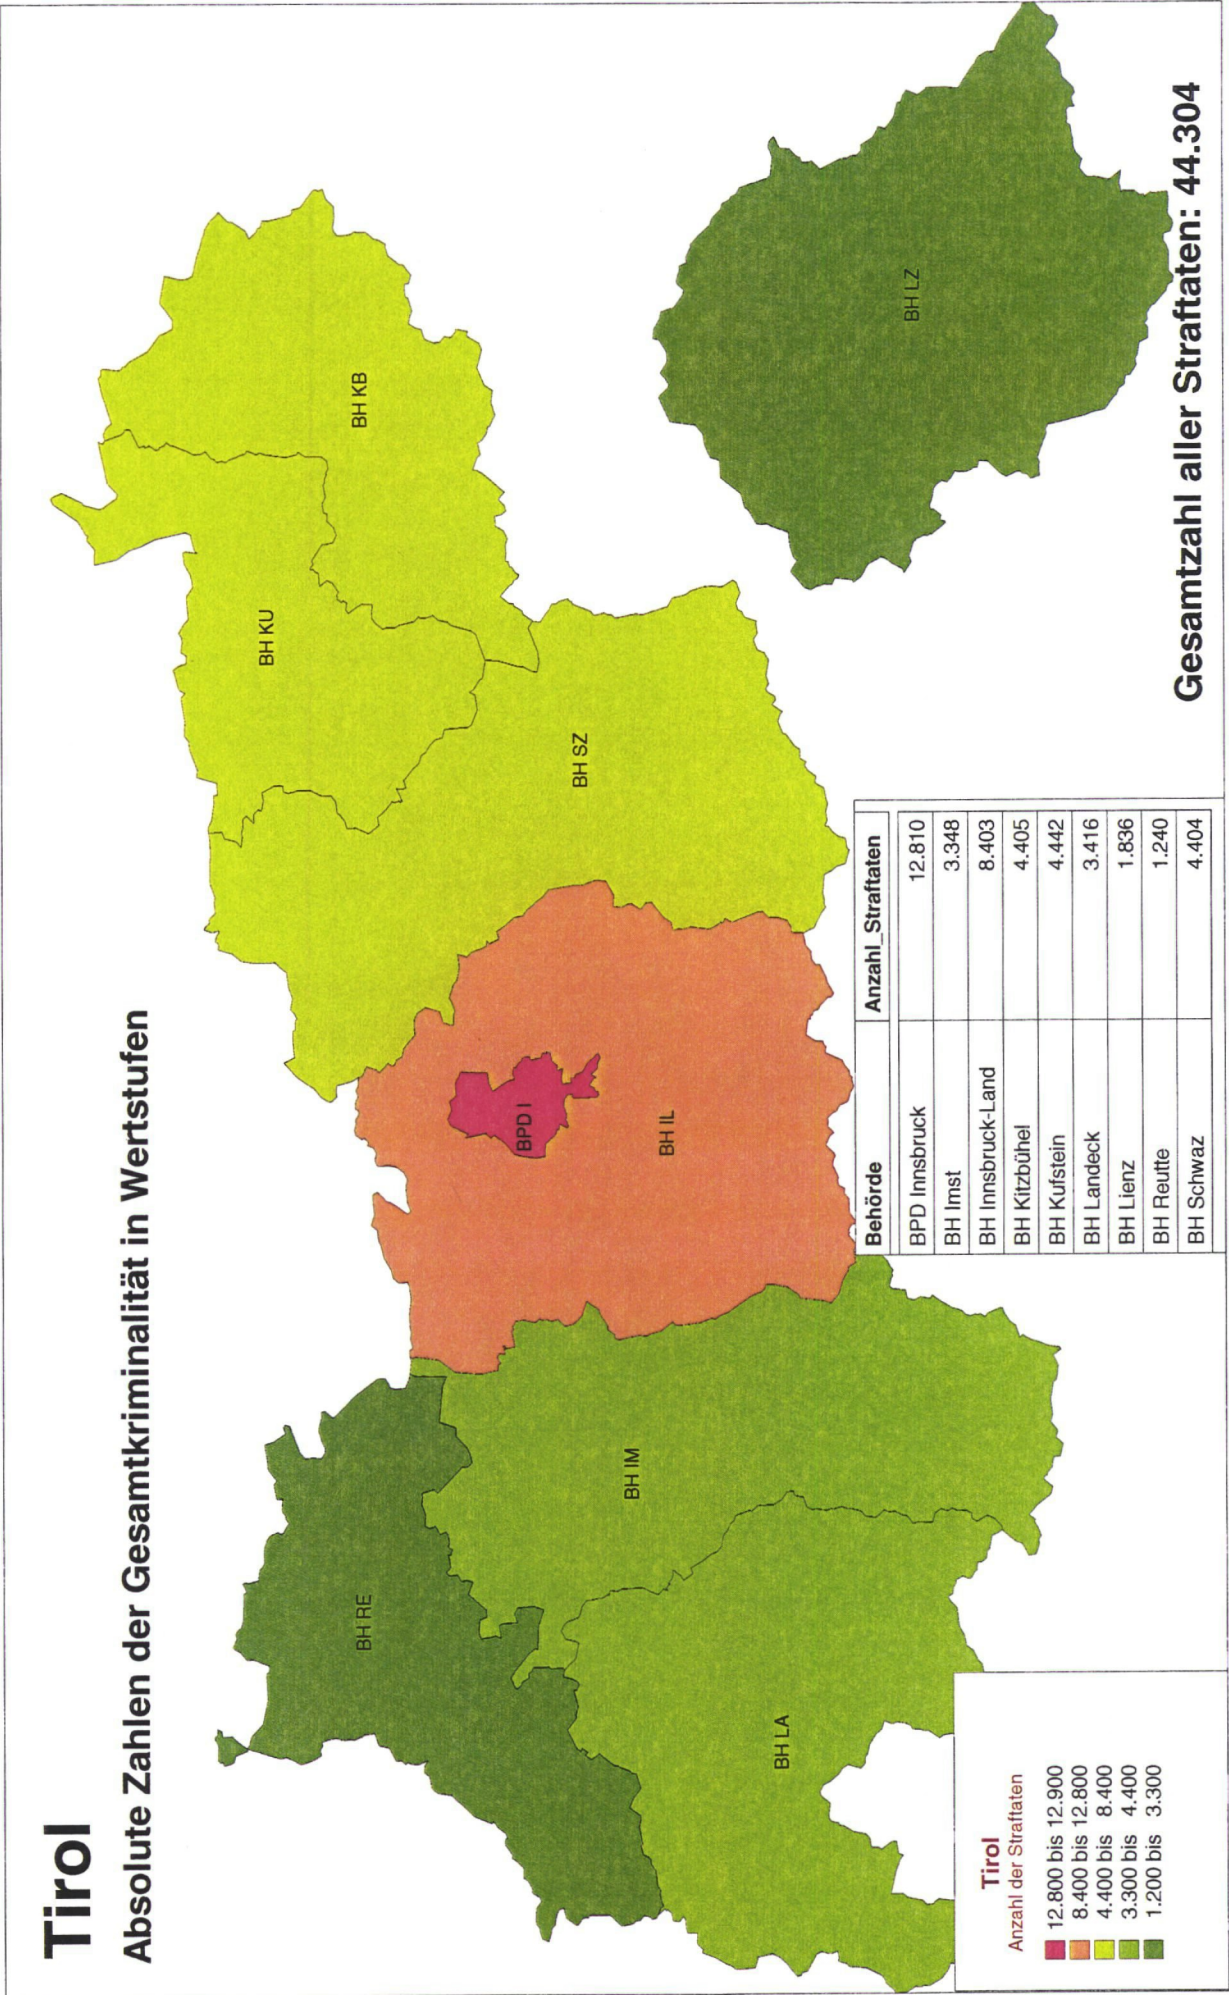 Tirol
Absolute Zahlen der Gesamtkriminalität in Wertstufen
BH RE
BH KU
BH KB
BPD I
BH SZ
BH IM
BH IL
BH LA
BH LZ
Behörde Anzahl_Straftaten
BPD Innsbruck 12.810
BH Imst 3.348
BH Innsbruck-Land 8.403
BH Kitzbühel 4.405
BH Kufstein 4.442
BH Landeck 3.416
BH Lienz 1.836
BH Reutte 1.240
BH Schwaz 4.404
Tirol
Anzahl der Straftaten
12.800 bis 12.900
8.400 bis 12.800
4.400 bis 8.400
3.300 bis 4.400
1.200 bis 3.300
Gesamtzahl aller Straftaten: 44.304